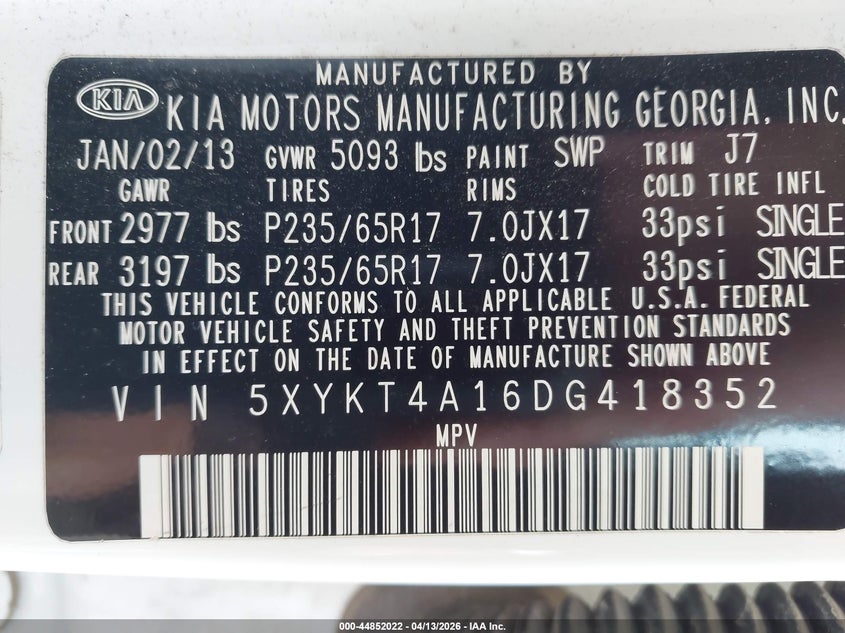 MANUFACTURED BY
KIA KIA MOTORS MANUFACTURING GEORGIA, INC.
JAN/02/13 GVWR 5093 lbs PAINT SWP TRIM J7
GAWR TIRES RIMS COLD TIRE INFL
FRONT 2977 lbs P235/65R17 7.0JX17 33psi SINGLE
REAR 3197 lbs P235/65R17 7.0JX17 33psi SINGLE
THIS VEHICLE CONFORMS TO ALL APPLICABLE U.S.A. FEDERAL
MOTOR VEHICLE SAFETY AND THEFT PREVENTION STANDARDS
IN EFFECT ON THE DATE OF MANUFACTURE SHOWN ABOVE
VIN 5XYKT4A16DG418352
MPV
000-44852022 - 04/13/2026 - IAA Inc.